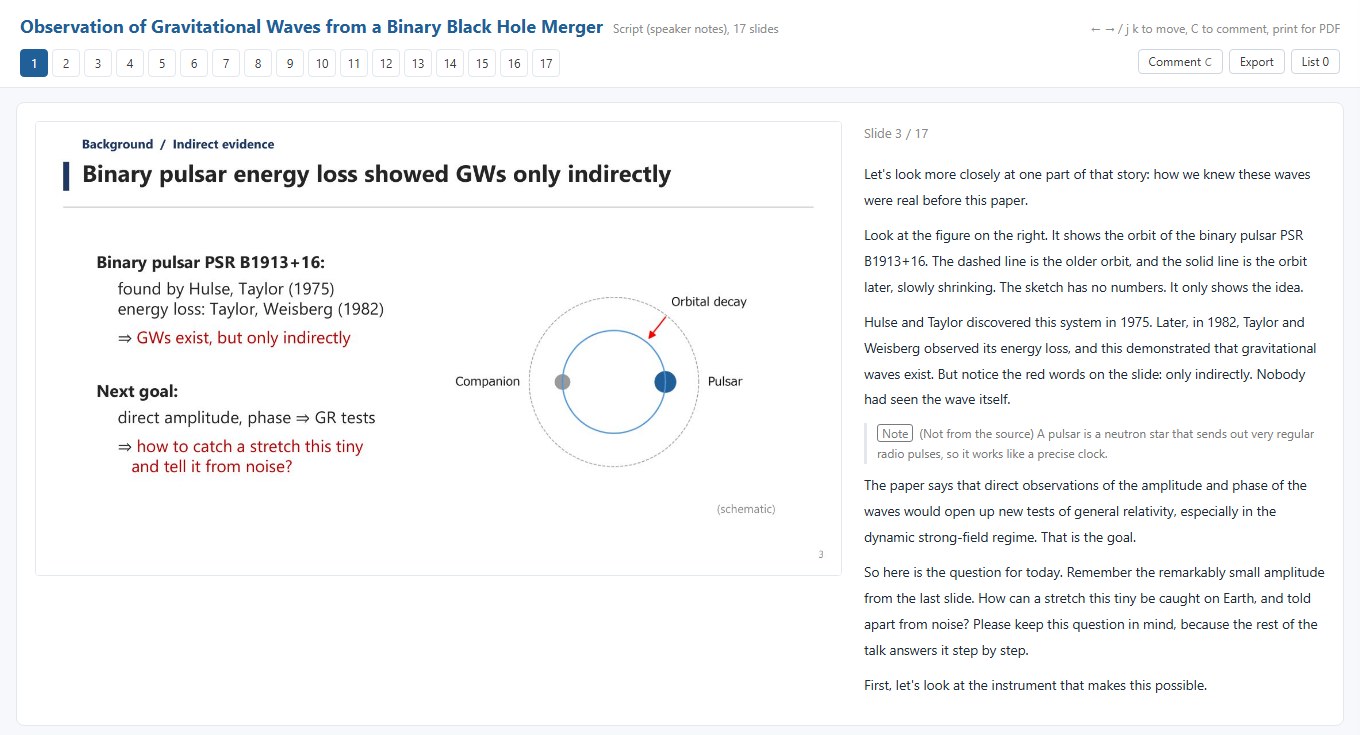 Observation of Gravitational Waves from a Binary Black Hole Merger Script (speaker notes), 17 slides
← → / j k to move, C to comment, print for PDF
1 2 3 4 5 6 7 8 9 10 11 12 13 14 15 16 17
Comment C Export List 0
Background / Indirect evidence
Binary pulsar energy loss showed GWs only indirectly
Binary pulsar PSR B1913+16:
found by Hulse, Taylor (1975)
energy loss: Taylor, Weisberg (1982)
⇒ GWs exist, but only indirectly
Next goal:
direct amplitude, phase ⇒ GR tests
⇒ how to catch a stretch this tiny
and tell it from noise?
Orbital decay
Companion
Pulsar
(schematic)
3
Slide 3 / 17
Let's look more closely at one part of that story: how we knew these waves
were real before this paper.
Look at the figure on the right. It shows the orbit of the binary pulsar PSR
B1913+16. The dashed line is the older orbit, and the solid line is the orbit
later, slowly shrinking. The sketch has no numbers. It only shows the idea.
Hulse and Taylor discovered this system in 1975. Later, in 1982, Taylor and
Weisberg observed its energy loss, and this demonstrated that gravitational
waves exist. But notice the red words on the slide: only indirectly. Nobody
had seen the wave itself.
Note (Not from the source) A pulsar is a neutron star that sends out very regular
radio pulses, so it works like a precise clock.
The paper says that direct observations of the amplitude and phase of the
waves would open up new tests of general relativity, especially in the
dynamic strong-field regime. That is the goal.
So here is the question for today. Remember the remarkably small amplitude
from the last slide. How can a stretch this tiny be caught on Earth, and told
apart from noise? Please keep this question in mind, because the rest of the
talk answers it step by step.
First, let's look at the instrument that makes this possible.